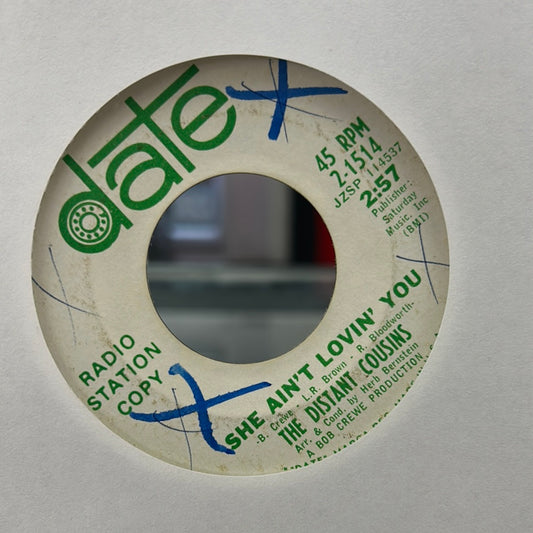 date
45 RPM
2-1514
JZSP 114537
2:57
Publisher:
Saturday
Music, Inc
(BMI)
RADIO
STATION
COPY
SHE AIN'T LOVIN' YOU
-B. Crewe - L.R. Brown - R. Bloodworth-
THE DISTANT COUSINS
Arr. & Cond. by Herb Bernstein
A BOB CREWE PRODUCTION